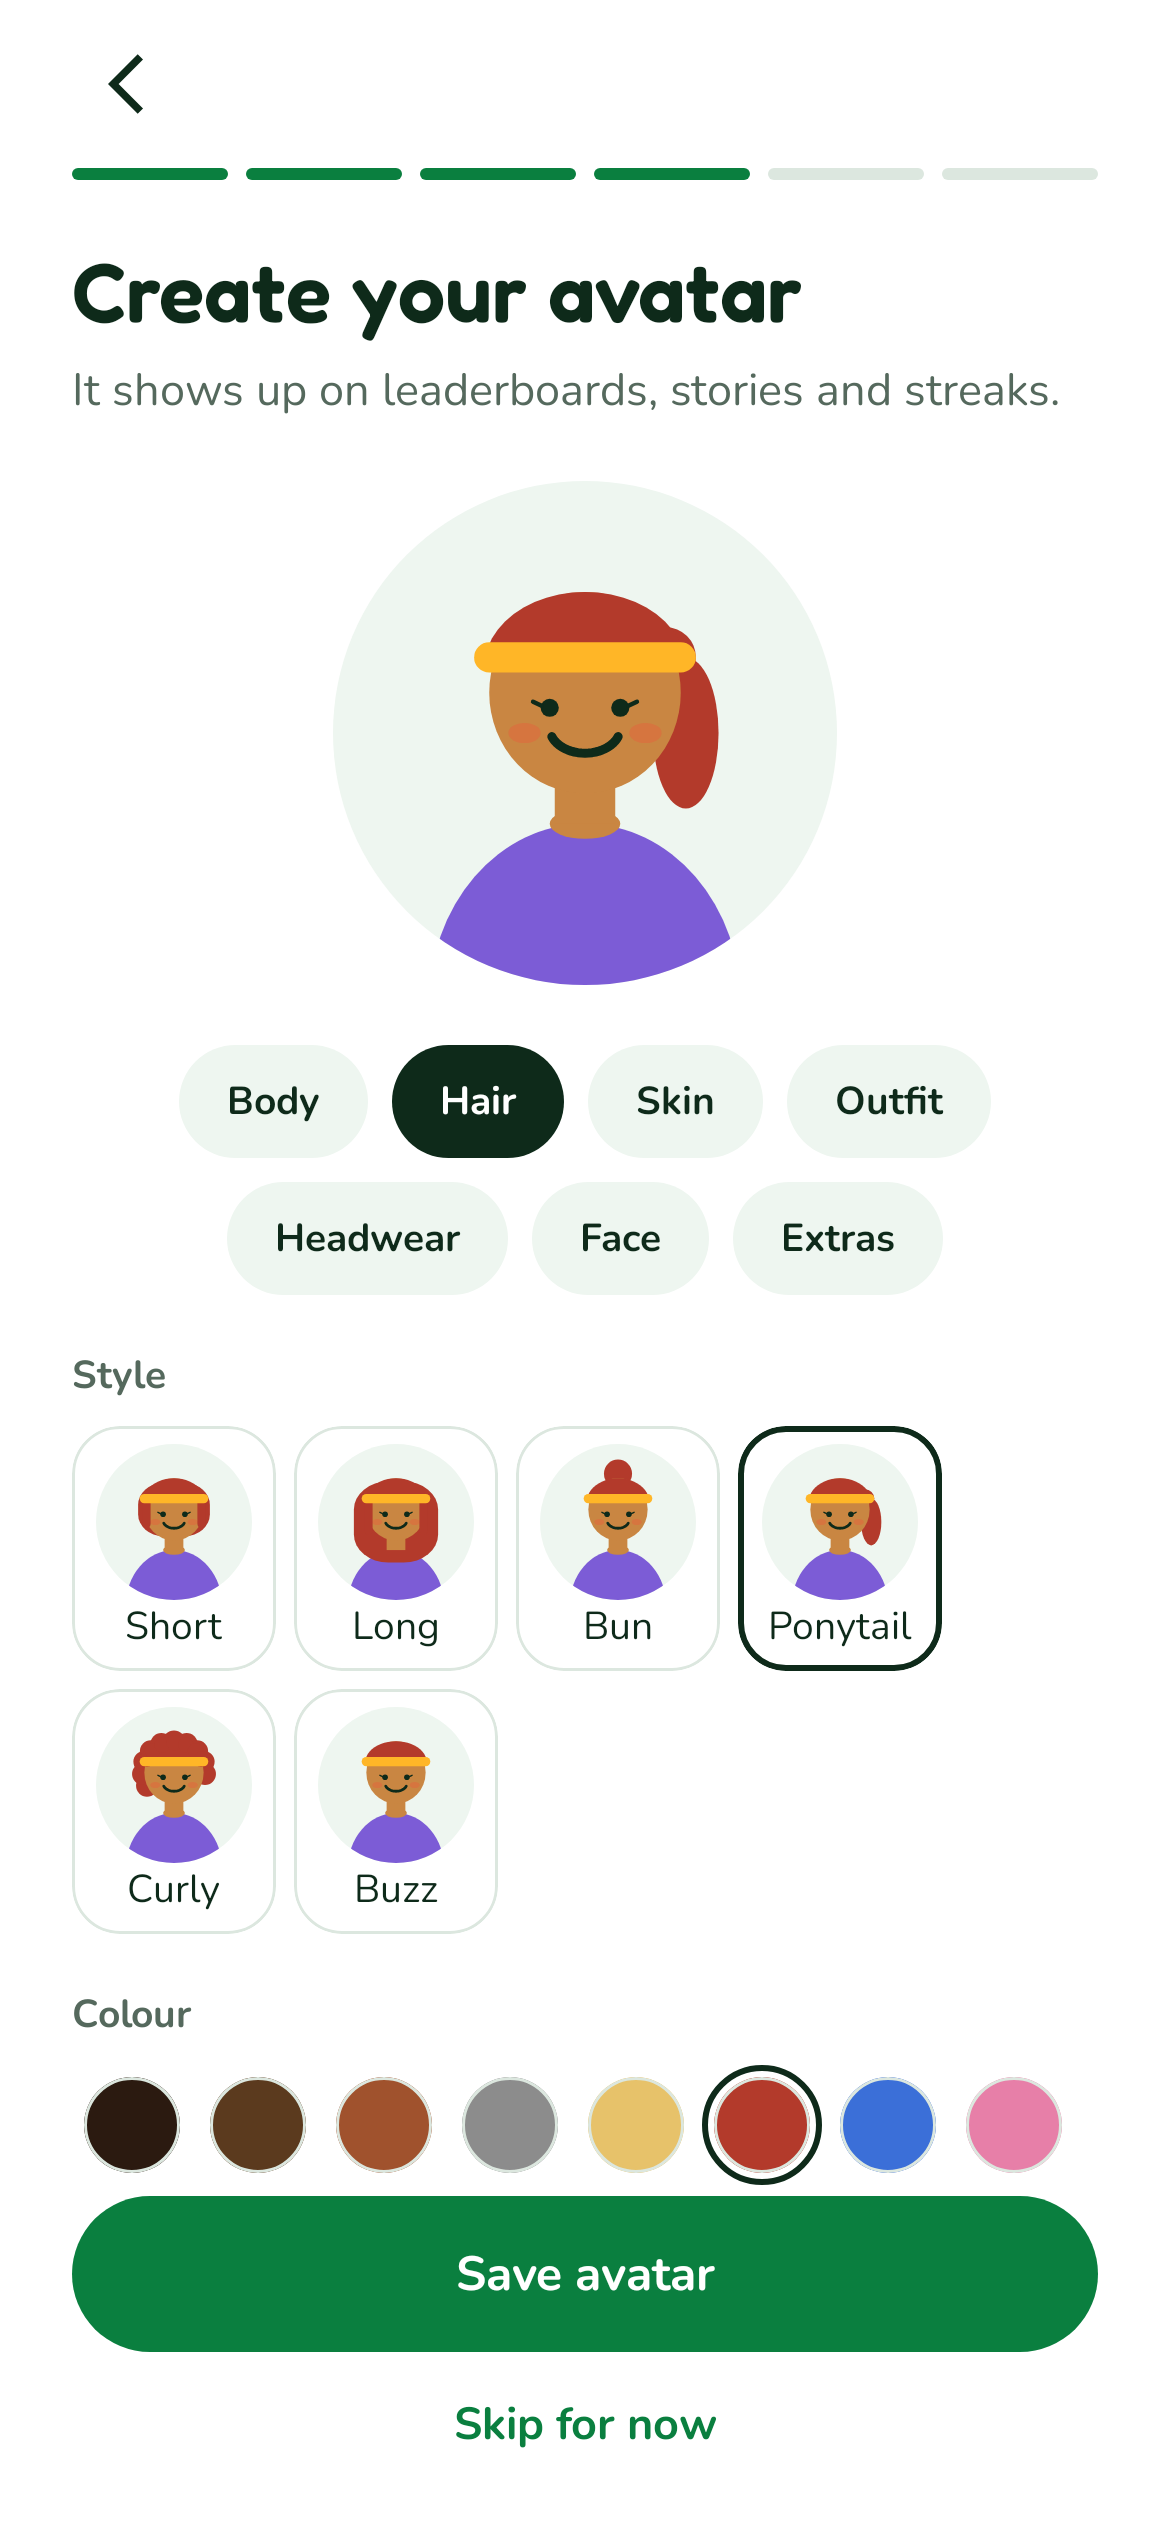 Create your avatar
It shows up on leaderboards, stories and streaks.
Body Hair Skin Outfit
Headwear Face Extras
Style
Short Long Bun Ponytail
Curly Buzz
Colour
Save avatar
Skip for now